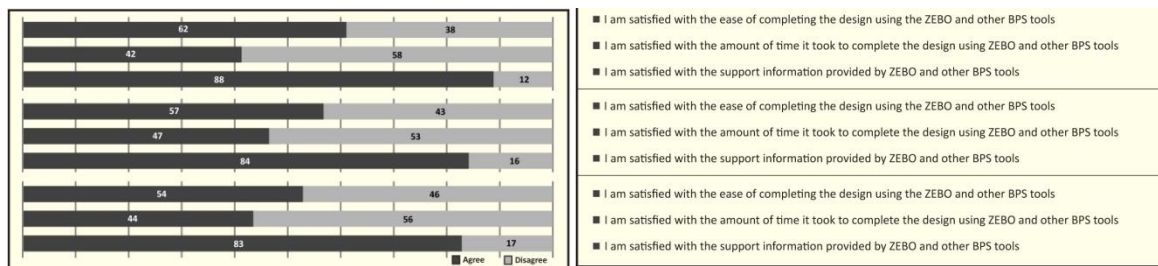 62 38
42 58
88 12
57 43
47 53
84 16
54 46
44 56
83 17
Agree Disagree
I am satisfied with the ease of completing the design using the ZEBO and other BPS tools
I am satisfied with the amount of time it took to complete the design using ZEBO and other BPS tools
I am satisfied with the support information provided by ZEBO and other BPS tools
I am satisfied with the ease of completing the design using the ZEBO and other BPS tools
I am satisfied with the amount of time it took to complete the design using ZEBO and other BPS tools
I am satisfied with the support information provided by ZEBO and other BPS tools
I am satisfied with the ease of completing the design using the ZEBO and other BPS tools
I am satisfied with the amount of time it took to complete the design using ZEBO and other BPS tools
I am satisfied with the support information provided by ZEBO and other BPS tools